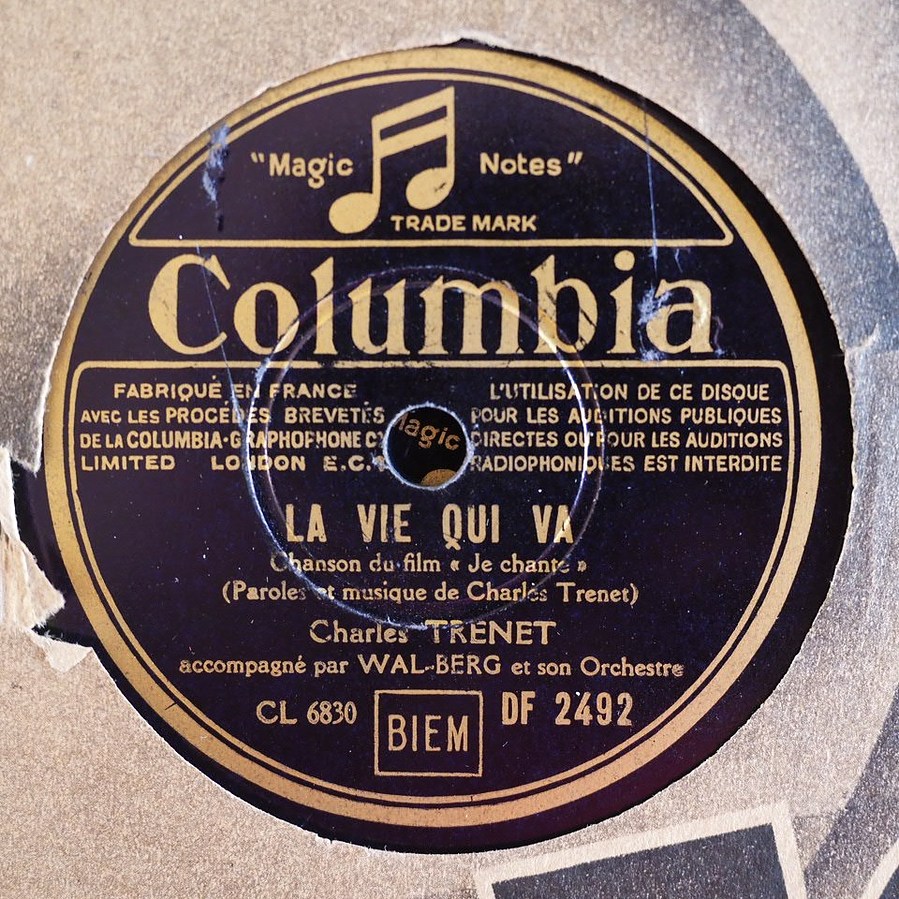 "Magic Notes"
TRADE MARK
Columbia
FABRIQUÉ EN FRANCE
AVEC LES PROCÉDÉS BREVETÉS
DE LA COLUMBIA-GRAPHOPHONE CY
LIMITED LONDON E.C.
L'UTILISATION DE CE DISQUE
POUR LES AUDITIONS PUBLIQUES
DIRECTES OU POUR LES AUDITIONS
RADIOPHONIQUES EST INTERDITE
Magic
LA VIE QUI VA
Chanson du film « Je chante »
(Paroles et musique de Charles Trenet)
Charles TRENET
accompagné par WAL-BERG et son Orchestre
CL 6830 BIEM DF 2492